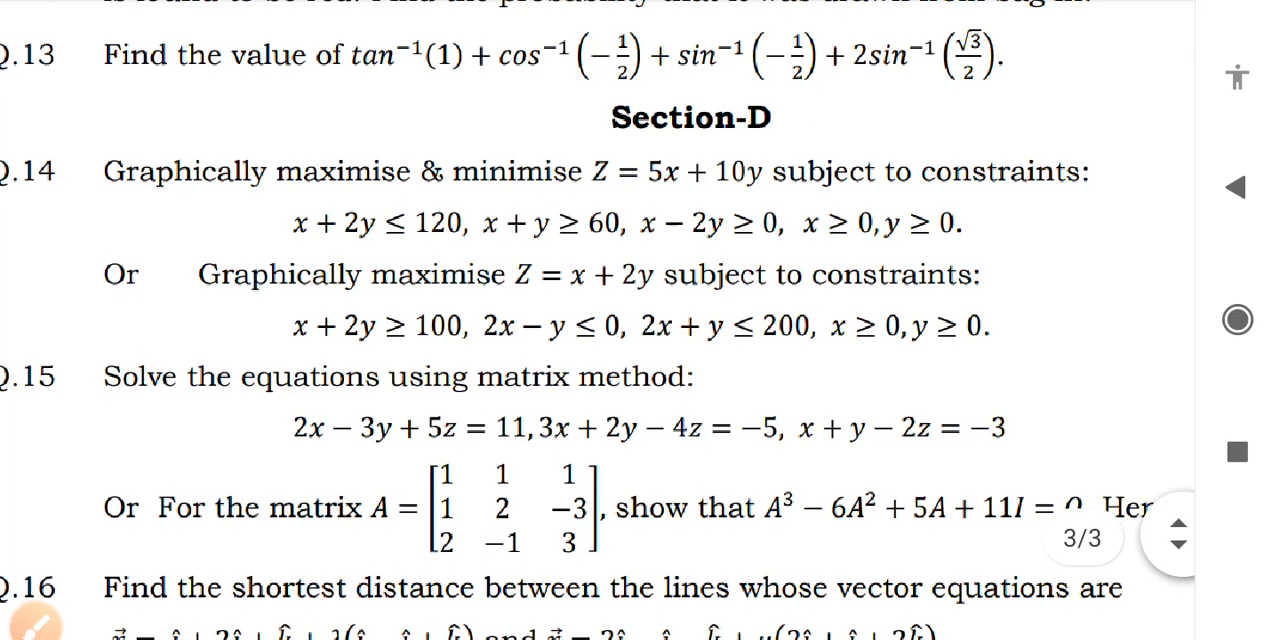 Q.13 Find the value of tan⁻¹(1) + cos⁻¹(−1/2) + sin⁻¹(−1/2) + 2sin⁻¹(√3/2).
Section-D
Q.14 Graphically maximise & minimise Z = 5x + 10y subject to constraints:
x + 2y ≤ 120, x + y ≥ 60, x − 2y ≥ 0, x ≥ 0, y ≥ 0.
Or Graphically maximise Z = x + 2y subject to constraints:
x + 2y ≥ 100, 2x − y ≤ 0, 2x + y ≤ 200, x ≥ 0, y ≥ 0.
Q.15 Solve the equations using matrix method:
2x − 3y + 5z = 11, 3x + 2y − 4z = −5, x + y − 2z = −3
Or For the matrix A = [1 1 1; 1 2 −3; 2 −1 3], show that A³ − 6A² + 5A + 11I =
3/3
Q.16 Find the shortest distance between the lines whose vector equations are